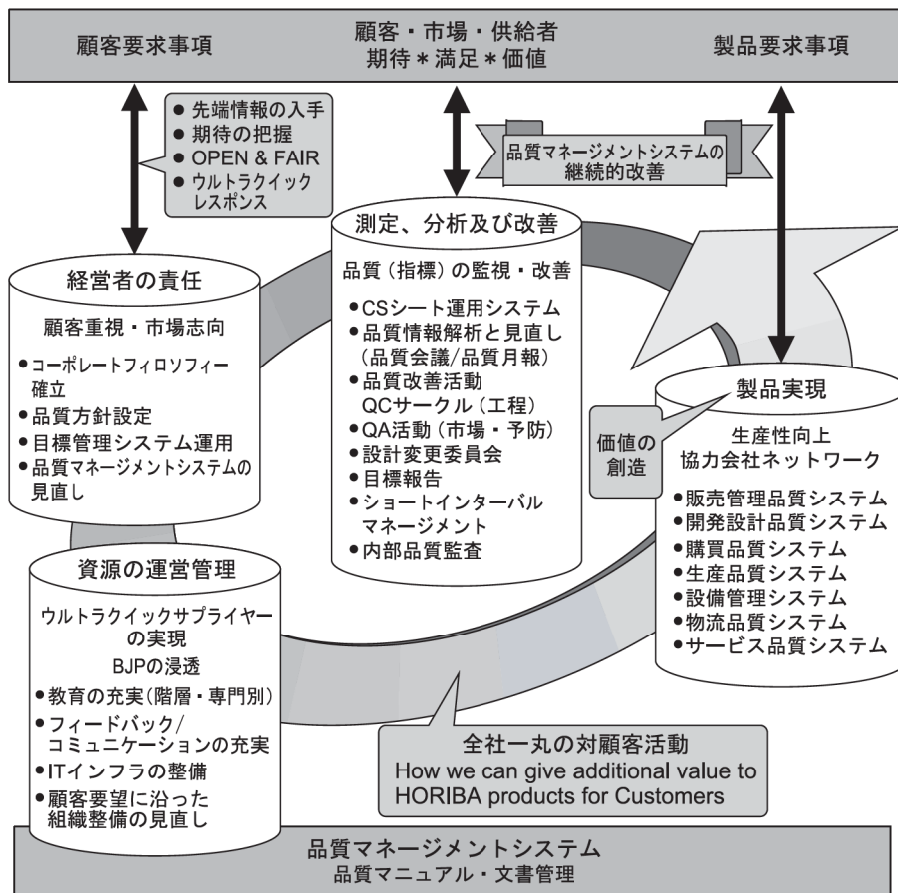 顧客要求事項
顧客・市場・供給者
期待＊満足＊価値
製品要求事項
● 先端情報の入手
● 期待の把握
● OPEN & FAIR
● ウルトラクイック
レスポンス
品質マネージメントシステムの
継続的改善
経営者の責任
顧客重視・市場志向
●コーポレートフィロソフィー
確立
●品質方針設定
●目標管理システム運用
●品質マネージメントシステムの
見直し
測定、分析及び改善
品質（指標）の監視・改善
●CSシート運用システム
●品質情報解析と見直し
（品質会議/品質月報）
●品質改善活動
QCサークル（工程）
●QA活動（市場・予防）
●設計変更委員会
●目標報告
●ショートインターバル
マネージメント
●内部品質監査
価値の
創造
製品実現
生産性向上
協力会社ネットワーク
●販売管理品質システム
●開発設計品質システム
●購買品質システム
●生産品質システム
●設備管理システム
●物流品質システム
●サービス品質システム
資源の運営管理
ウルトラクイックサプライヤー
の実現
BJPの浸透
●教育の充実（階層・専門別）
●フィードバック/
コミュニケーションの充実
●ITインフラの整備
●顧客要望に沿った
組織整備の見直し
全社一丸の対顧客活動
How we can give additional value to
HORIBA products for Customers
品質マネージメントシステム
品質マニュアル・文書管理